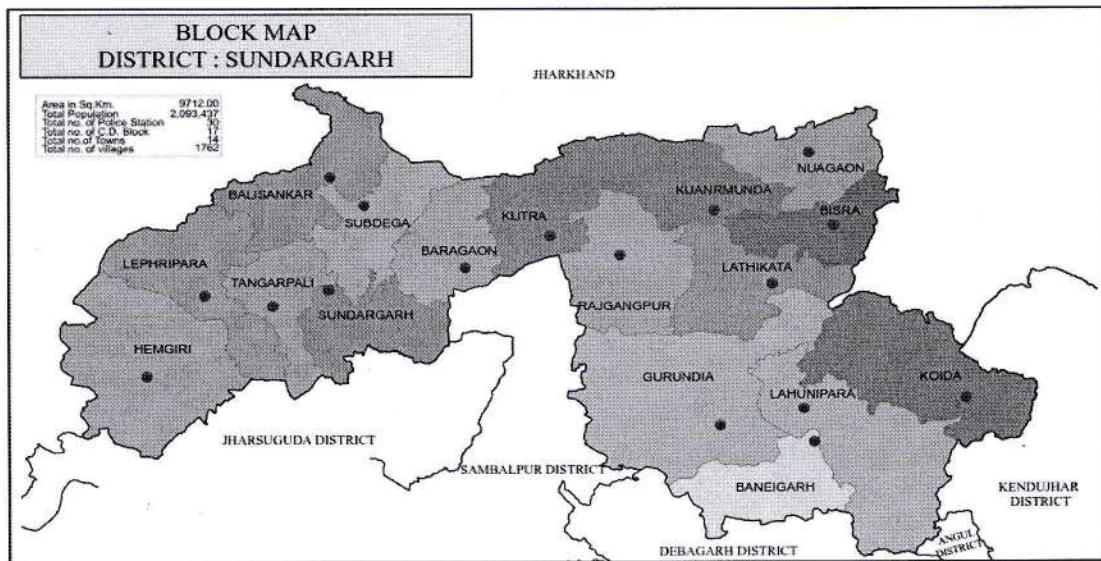 BLOCK MAP
DISTRICT : SUNDARGARH
JHARKHAND
Area in Sq.Km. 9712.00
Total Population 2,093,437
Total no. of Police Station 30
Total no. of C.D. Block 17
Total no. of Towns 14
Total no. of villages 1762
NUAGAON
BALISANKAR
KUANRMUNDA
SUBDEGA
KUTRA
BISRA
BARAGAON
LEPHRIPARA
TANGARPALI
LATHIKATA
SUNDARGARH
RAJGANGPUR
HEMGIRI
GURUNDIA
KOIDA
LAHUNIPARA
JHARSUGUDA DISTRICT
SAMBALPUR DISTRICT
BANEIGARH
KENDUJHAR
DISTRICT
ANGUL
DISTRICT
DEBAGARH DISTRICT